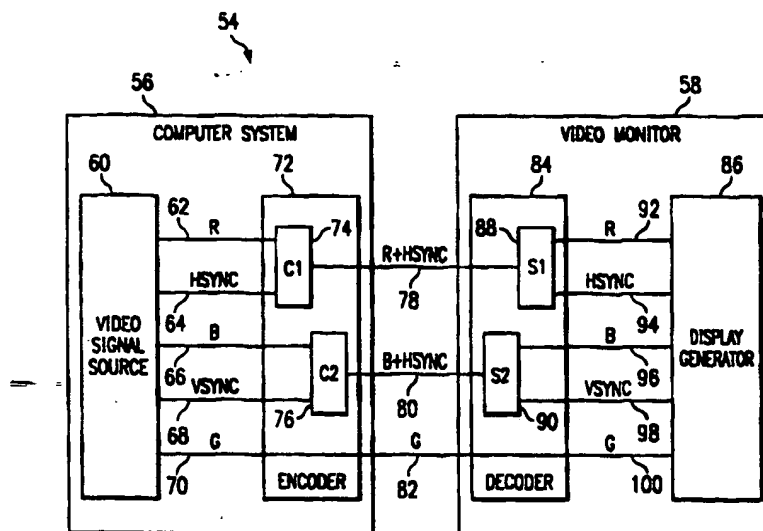 54
56
58
COMPUTER SYSTEM
VIDEO MONITOR
60
72
84
86
62
R
74
88
R
92
C1
R+HSYNC
S1
78
HSYNC
HSYNC
64
94
VIDEO
SIGNAL
SOURCE
DISPLAY
GENERATOR
B
B
66
C2
B+HSYNC
S2
96
VSYNC
80
VSYNC
68
76
90
98
G
G
G
70
ENCODER
82
DECODER
100